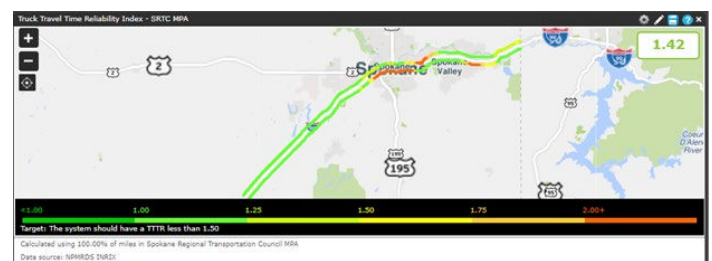 Truck Travel Time Reliability Index - SRTC MPA
1.42
90
95
2
2
Spokane
Spokane
Valley
95
Coeur
D'Alene
River
195
195
95
<1.00 1.00 1.25 1.50 1.75 2.00+
Target: The system should have a TTTR less than 1.50
Calculated using 100.00% of miles in Spokane Regional Transportation Council MPA
Data source: NPMRDS INRIX